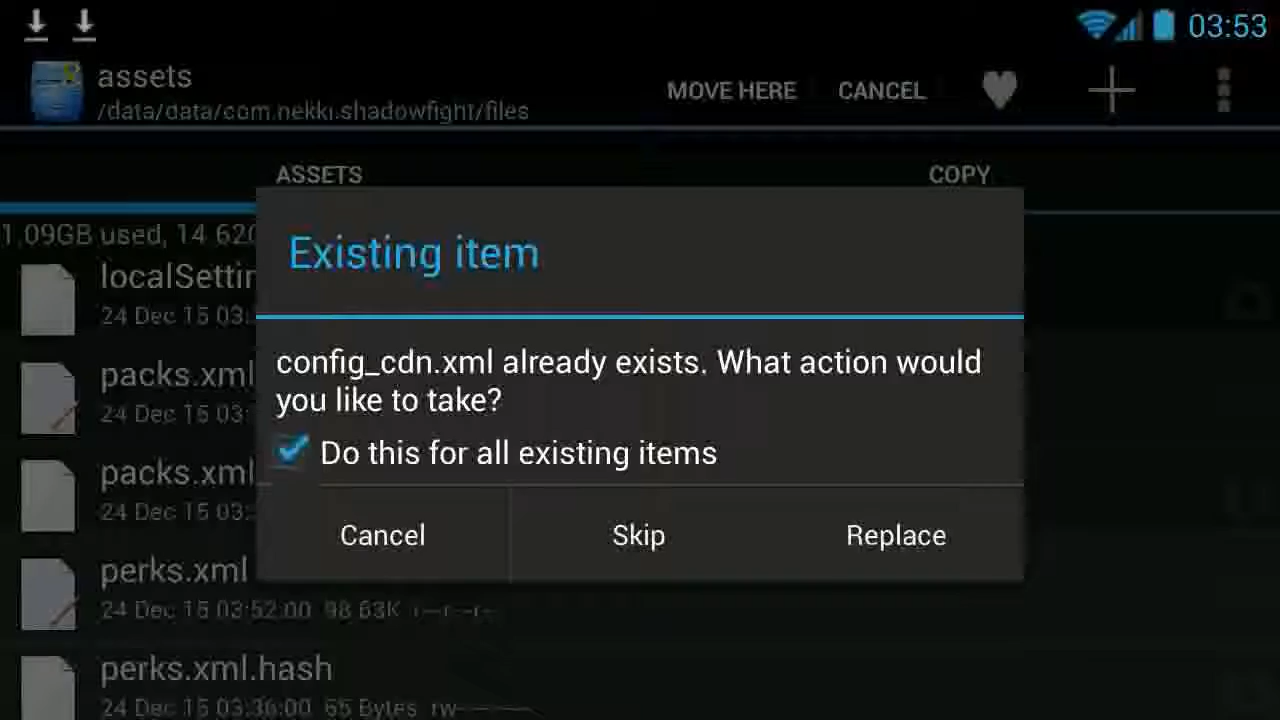 03:53
assets
/data/data/com.nekki.shadowfight/files
MOVE HERE
CANCEL
ASSETS
COPY
1.09GB used, 14 620
Existing item
config_cdn.xml already exists. What action would
you like to take?
Do this for all existing items
Cancel
Skip
Replace
localSettin
24 Dec 15 03:
packs.xml
24 Dec 15 03:
packs.xml
24 Dec 15 03:
perks.xml
24 Dec 15 03:52:00 98.63K r--r--r--
perks.xml.hash
24 Dec 15 03:36:00 65 Bytes rw-------